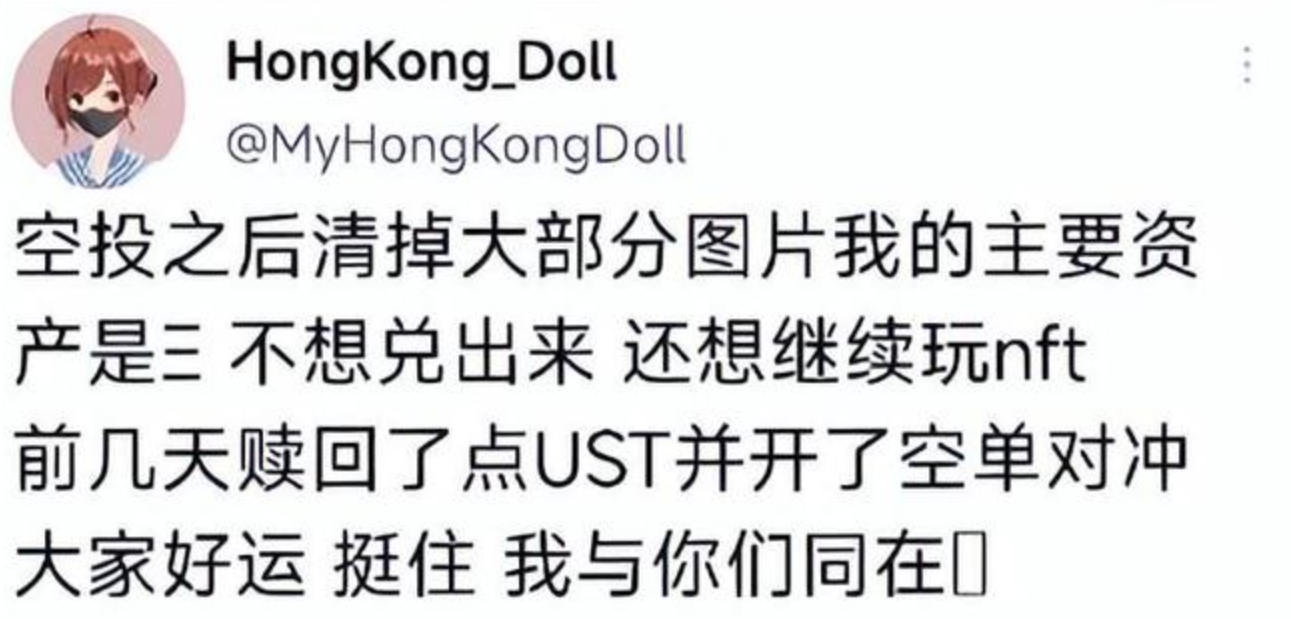 HongKong_Doll
@MyHongKongDoll
空投之后清掉大部分图片我的主要资
产是Ξ 不想兑出来 还想继续玩nft
前几天赎回了点UST并开了空单对冲
大家好运 挺住 我与你们同在